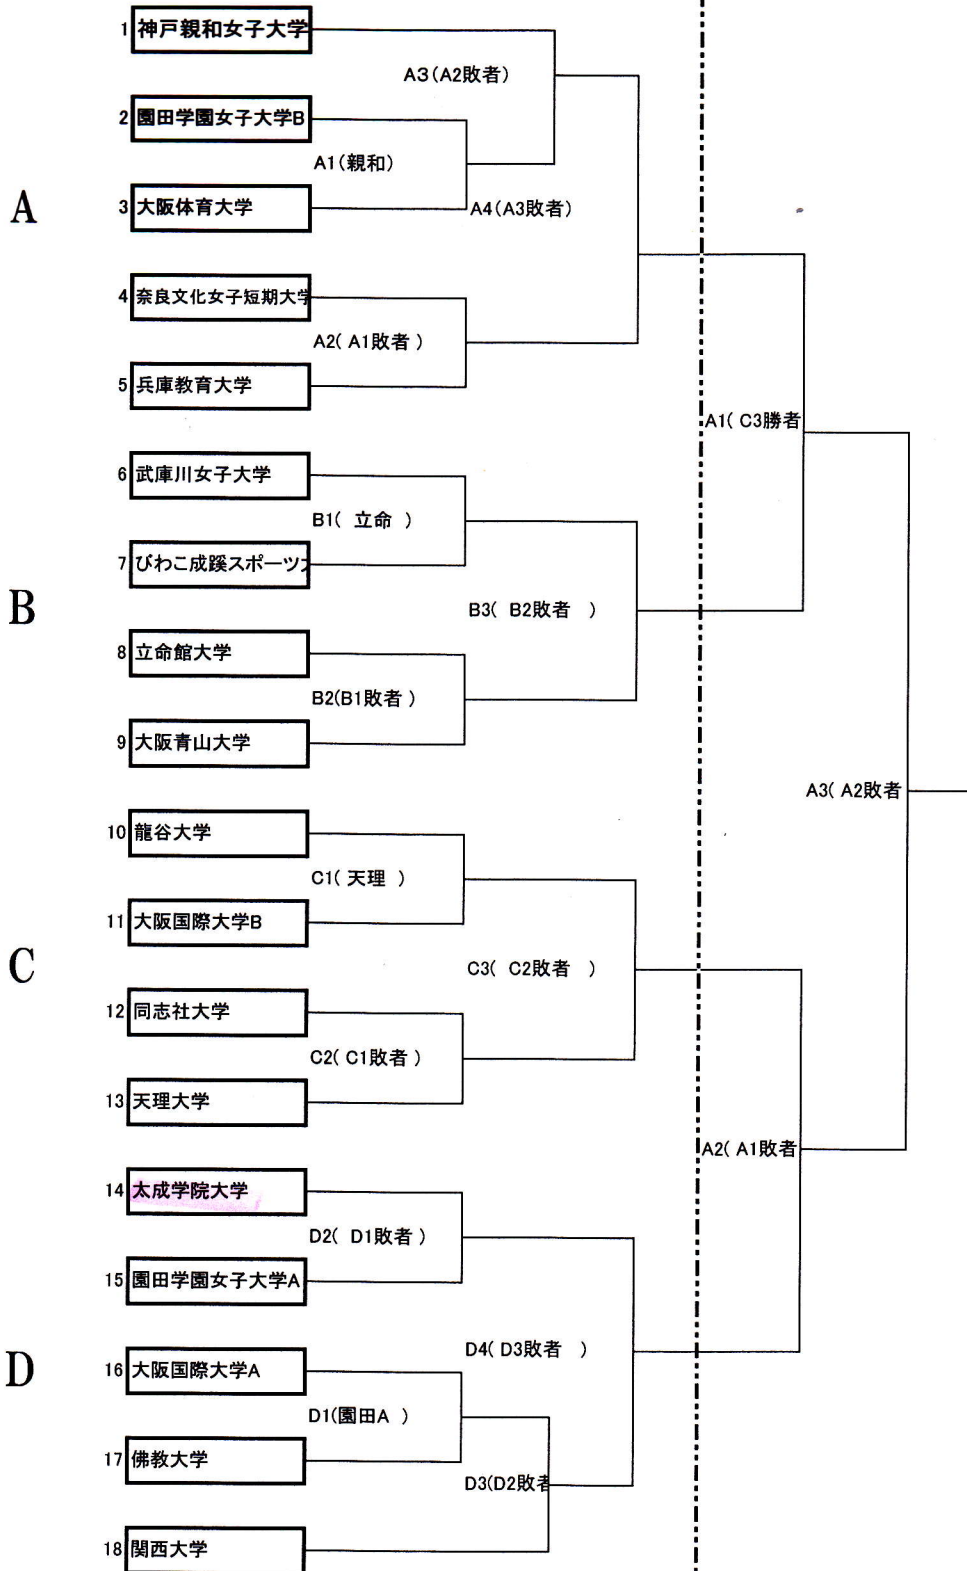 1 神戸親和女子大学
A3(A2敗者)
2 園田学園女子大学B
A1(親和)
A
3 大阪体育大学
A4(A3敗者)
4 奈良文化女子短期大学
A2( A1敗者 )
5 兵庫教育大学
A1( C3勝者
6 武庫川女子大学
B1( 立命 )
7 びわこ成蹊スポーツ
B
B3( B2敗者 )
8 立命館大学
B2(B1敗者 )
9 大阪青山大学
A3( A2敗者
10 龍谷大学
C1( 天理 )
11 大阪国際大学B
C
C3( C2敗者 )
12 同志社大学
C2( C1敗者 )
13 天理大学
A2( A1敗者
14 太成学院大学
D2( D1敗者 )
15 園田学園女子大学A
D4( D3敗者 )
D
16 大阪国際大学A
D1(園田A )
17 佛教大学
D3(D2敗者
18 関西大学